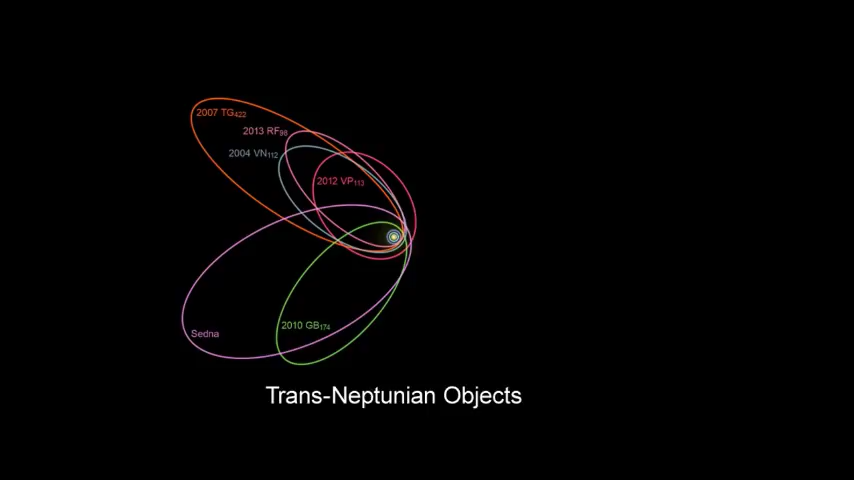 2007 TG422
2013 RF98
2004 VN112
2012 VP113
2010 GB174
Sedna
Trans-Neptunian Objects